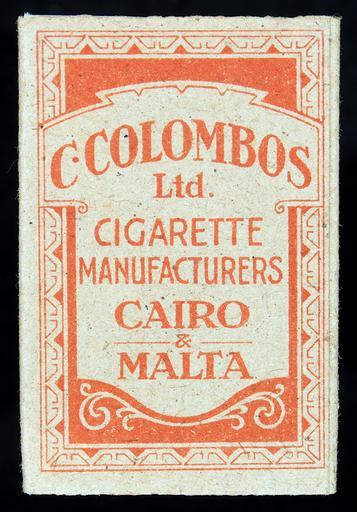 C. COLOMBOS
Ltd.
CIGARETTE
MANUFACTURERS
CAIRO
&
MALTA